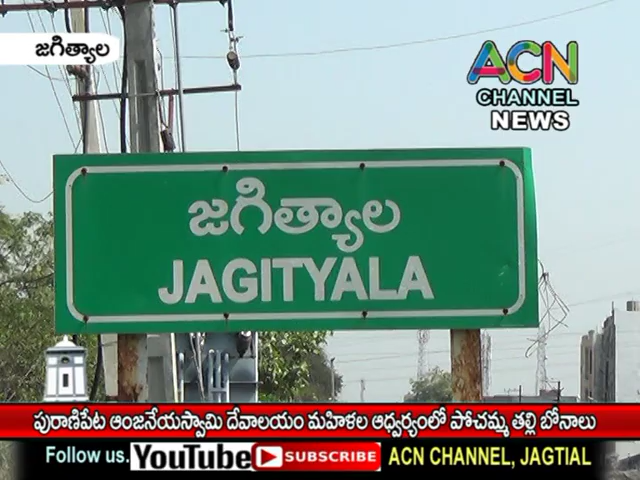 జగిత్యాల
ACN
CHANNEL
NEWS
జగిత్యాల
JAGITYALA
పురాణిపేట ఆంజనేయస్వామి దేవాలయం మహిళల ఆధ్వర్యంలో పోచమ్మ తల్లి బోనాలు
Follow us. YouTube SUBSCRIBE ACN CHANNEL, JAGTIAL